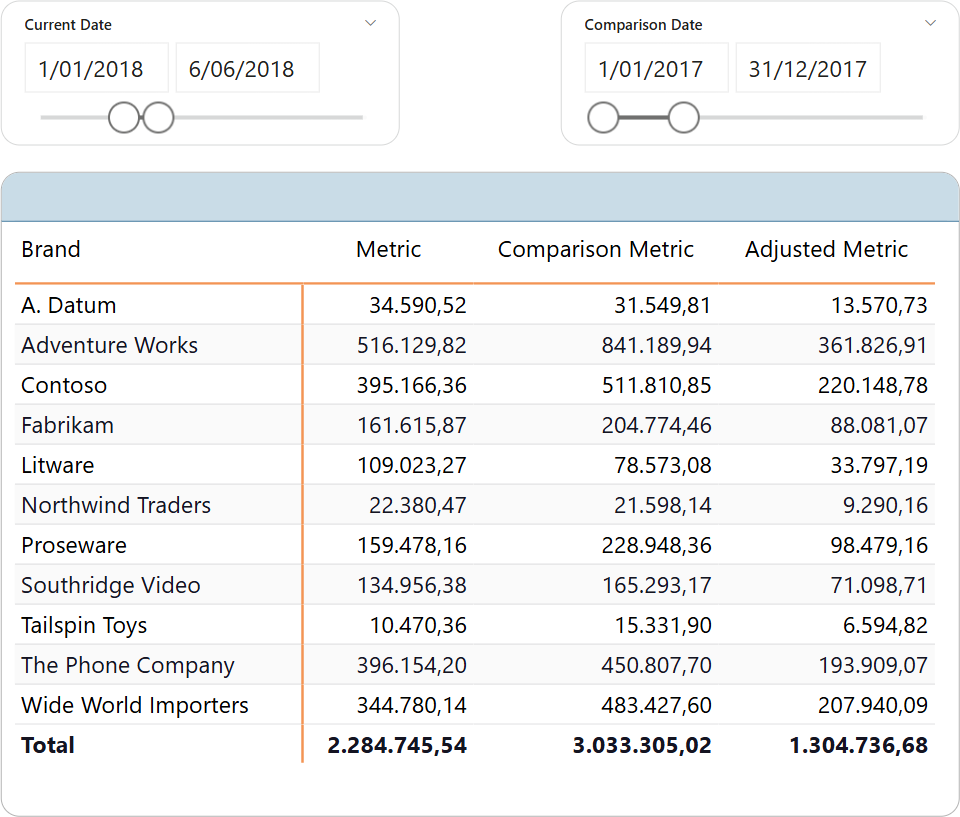 Current Date
1/01/2018 6/06/2018
Comparison Date
1/01/2017 31/12/2017
Brand Metric Comparison Metric Adjusted Metric
A. Datum 34.590,52 31.549,81 13.570,73
Adventure Works 516.129,82 841.189,94 361.826,91
Contoso 395.166,36 511.810,85 220.148,78
Fabrikam 161.615,87 204.774,46 88.081,07
Litware 109.023,27 78.573,08 33.797,19
Northwind Traders 22.380,47 21.598,14 9.290,16
Proseware 159.478,16 228.948,36 98.479,16
Southridge Video 134.956,38 165.293,17 71.098,71
Tailspin Toys 10.470,36 15.331,90 6.594,82
The Phone Company 396.154,20 450.807,70 193.909,07
Wide World Importers 344.780,14 483.427,60 207.940,09
Total 2.284.745,54 3.033.305,02 1.304.736,68